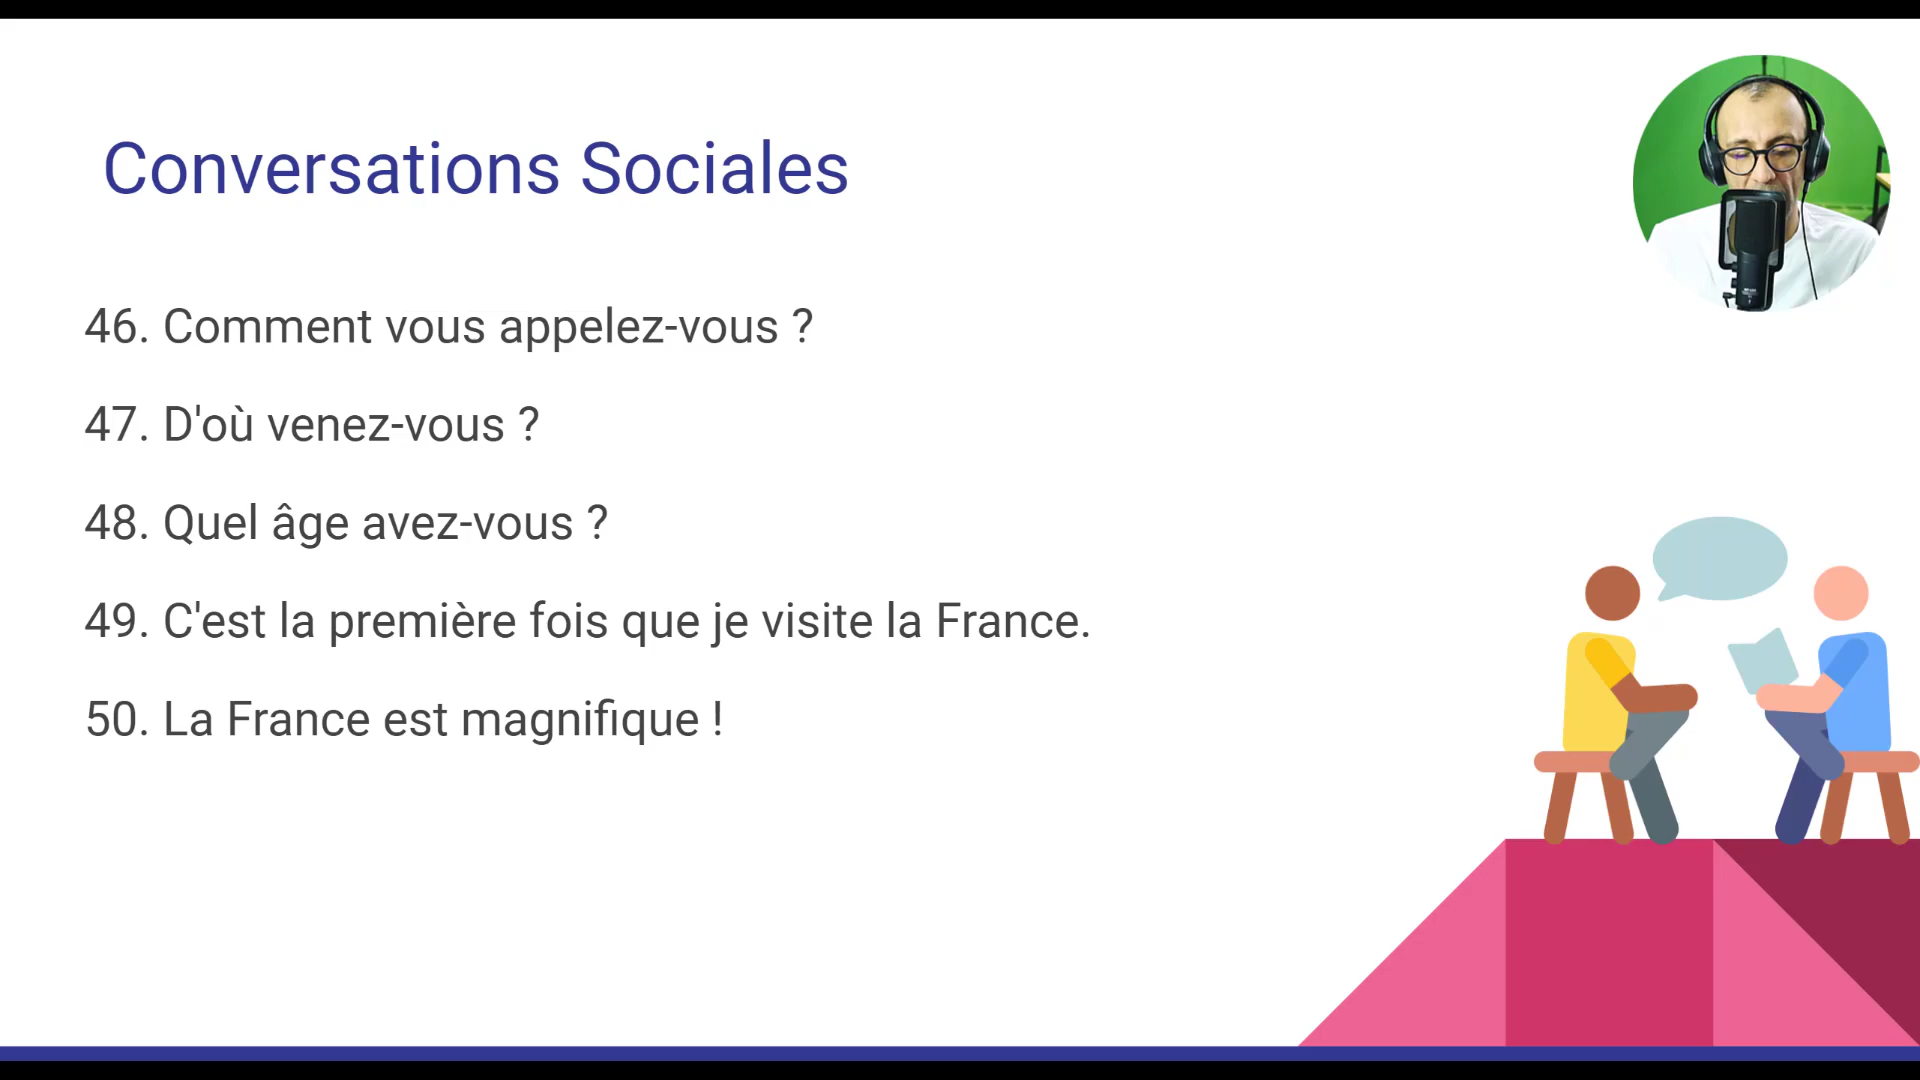 Conversations Sociales
46. Comment vous appelez-vous ?
47. D'où venez-vous ?
48. Quel âge avez-vous ?
49. C'est la première fois que je visite la France.
50. La France est magnifique !